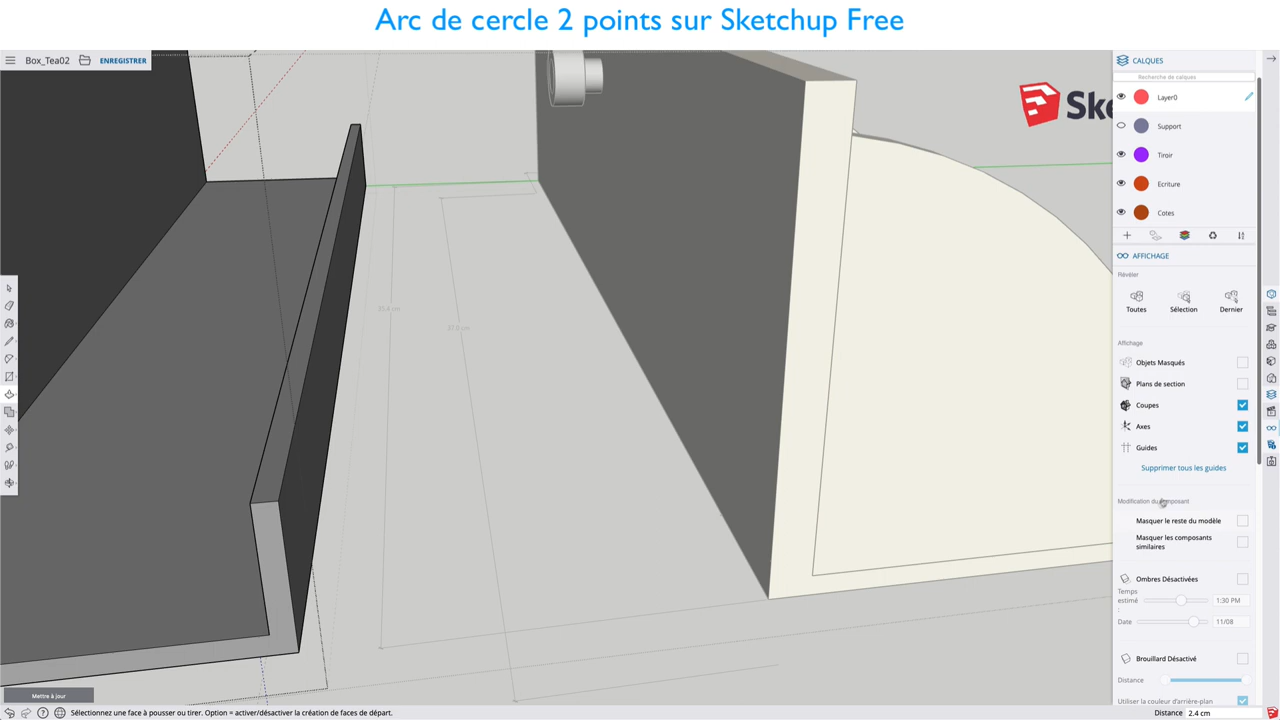 Arc de cercle 2 points sur Sketchup Free
Box_Tea02
ENREGISTRER
CALQUES
Recherche de calques
Layer0
Support
Tiroir
Ecriture
Cotes
AFFICHAGE
Révéler
Toutes
Sélection
Dernier
Affichage
Objets Masqués
Plans de section
Coupes
Axes
Guides
Supprimer tous les guides
Modification du composant
Masquer le reste du modèle
Masquer les composants
similaires
Ombres Désactivées
Temps
estimé
:
1:30 PM
Date
11/08
Brouillard Désactivé
Distance
Utiliser la couleur d'arrière-plan
Ske
Mettre à jour
Sélectionnez une face à pousser ou tirer. Option = activer/désactiver la création de faces de départ.
Distance 2.4 cm